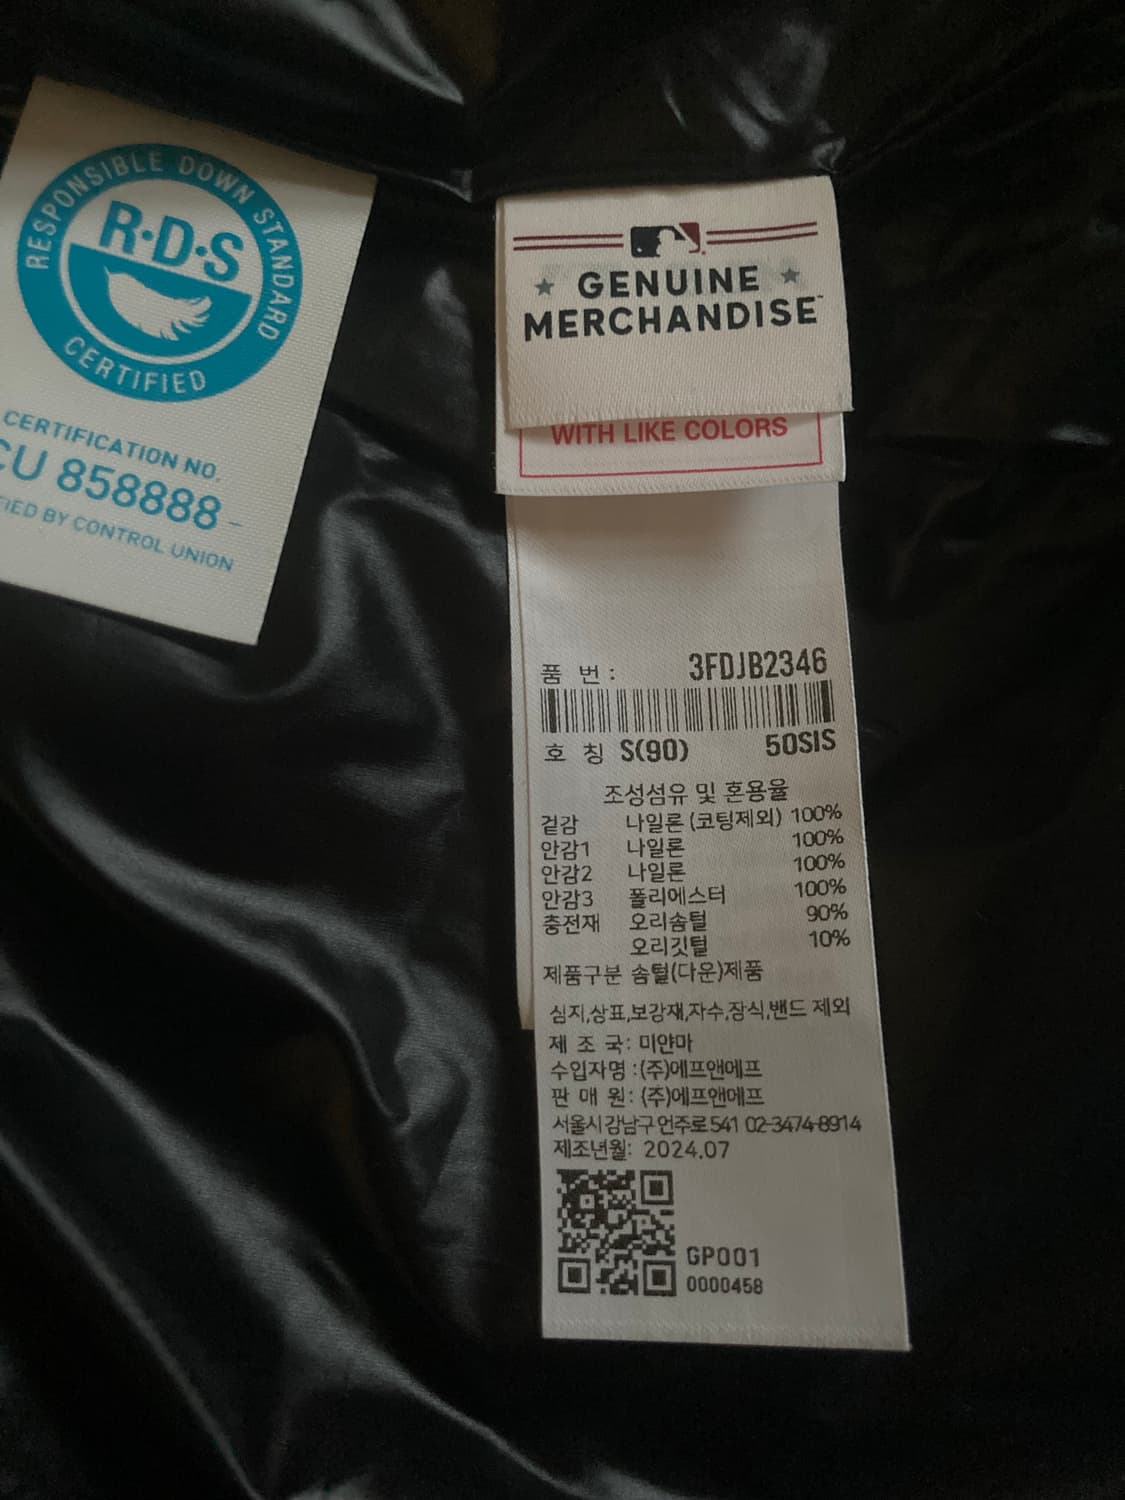 RESPONSIBLE DOWN STANDARD
R·D·S
CERTIFIED
CERTIFICATION NO.
CU 858888
BY CONTROL UNION
GENUINE
MERCHANDISE™
WITH LIKE COLORS
품 번 : 3FDJB2346
호 칭 S(90) 50SIS
조성섬유 및 혼용율
겉감 나일론(코팅제외) 100%
안감1 나일론 100%
안감2 나일론 100%
안감3 폴리에스터 100%
충전재 오리솜털 90%
오리깃털 10%
제품구분 솜털(다운)제품
심지,상표,보강재,자수,장식,밴드 제외
제 조 국: 미얀마
수입자명 :(주)에프앤에프
판 매 원: (주)에프앤에프
서울시강남구언주로541 02-3474-8914
제조년월: 2024.07
GP001
0000458